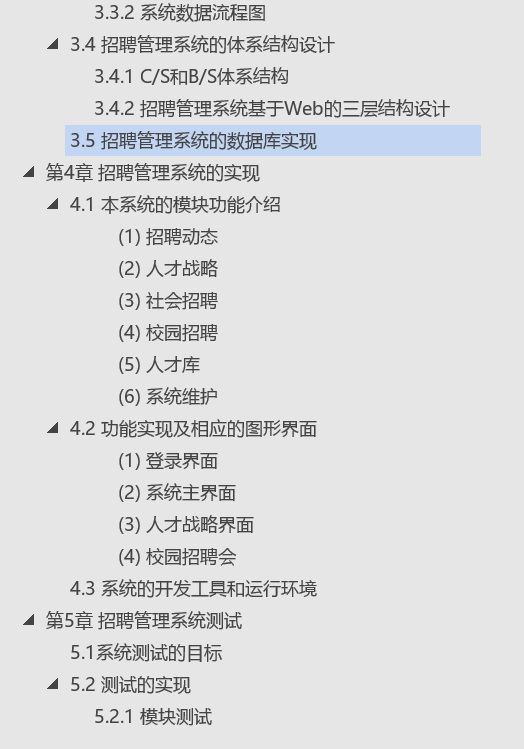 3.3.2 系统数据流程图
3.4 招聘管理系统的体系结构设计
3.4.1 C/S和B/S体系结构
3.4.2 招聘管理系统基于Web的三层结构设计
3.5 招聘管理系统的数据库实现
第4章 招聘管理系统的实现
4.1 本系统的模块功能介绍
(1) 招聘动态
(2) 人才战略
(3) 社会招聘
(4) 校园招聘
(5) 人才库
(6) 系统维护
4.2 功能实现及相应的图形界面
(1) 登录界面
(2) 系统主界面
(3) 人才战略界面
(4) 校园招聘会
4.3 系统的开发工具和运行环境
第5章 招聘管理系统测试
5.1系统测试的目标
5.2 测试的实现
5.2.1 模块测试